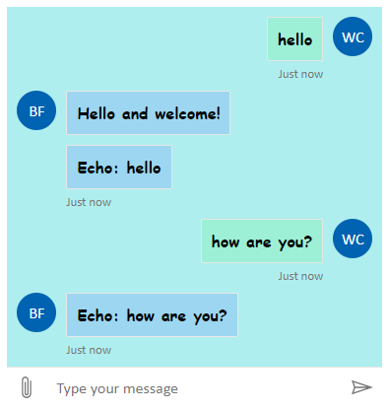 hello
WC
Just now
BF
Hello and welcome!
Echo: hello
Just now
how are you?
WC
Just now
BF
Echo: how are you?
Just now
Type your message